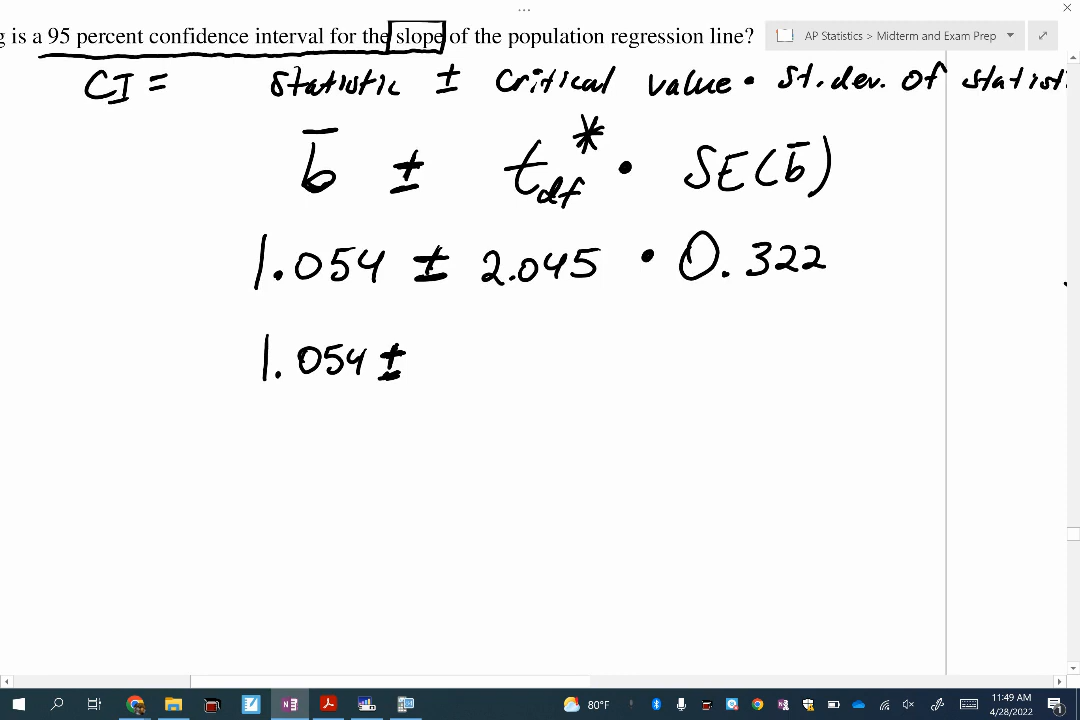 g is a 95 percent confidence interval for the slope of the population regression line?
AP Statistics > Midterm and Exam Prep
CI = statistic ± critical value • st.dev. of statist
b̄ ± t*df • SE(b̄)
1.054 ± 2.045 • 0.322
1.054 ±
80°F
11:49 AM
4/28/2022